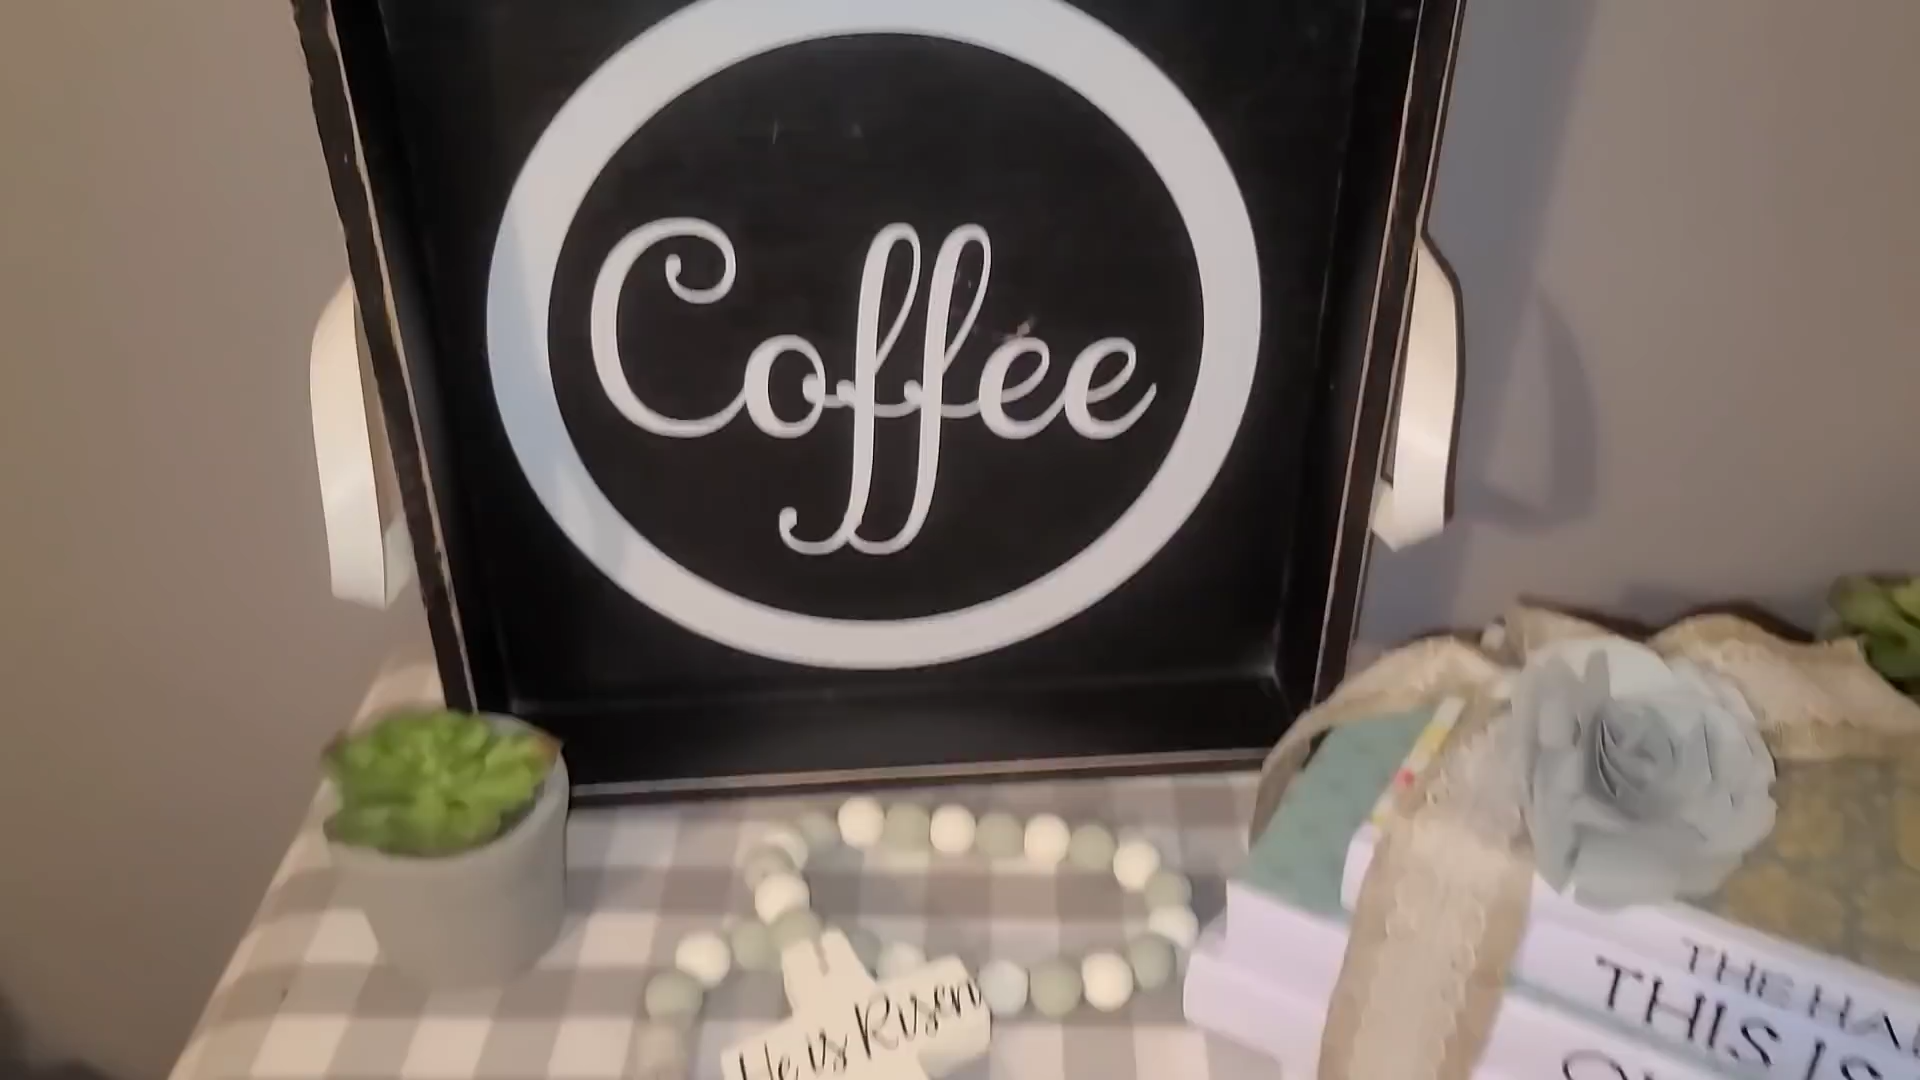 Coffee
He is Risen
THE HA
THIS IS